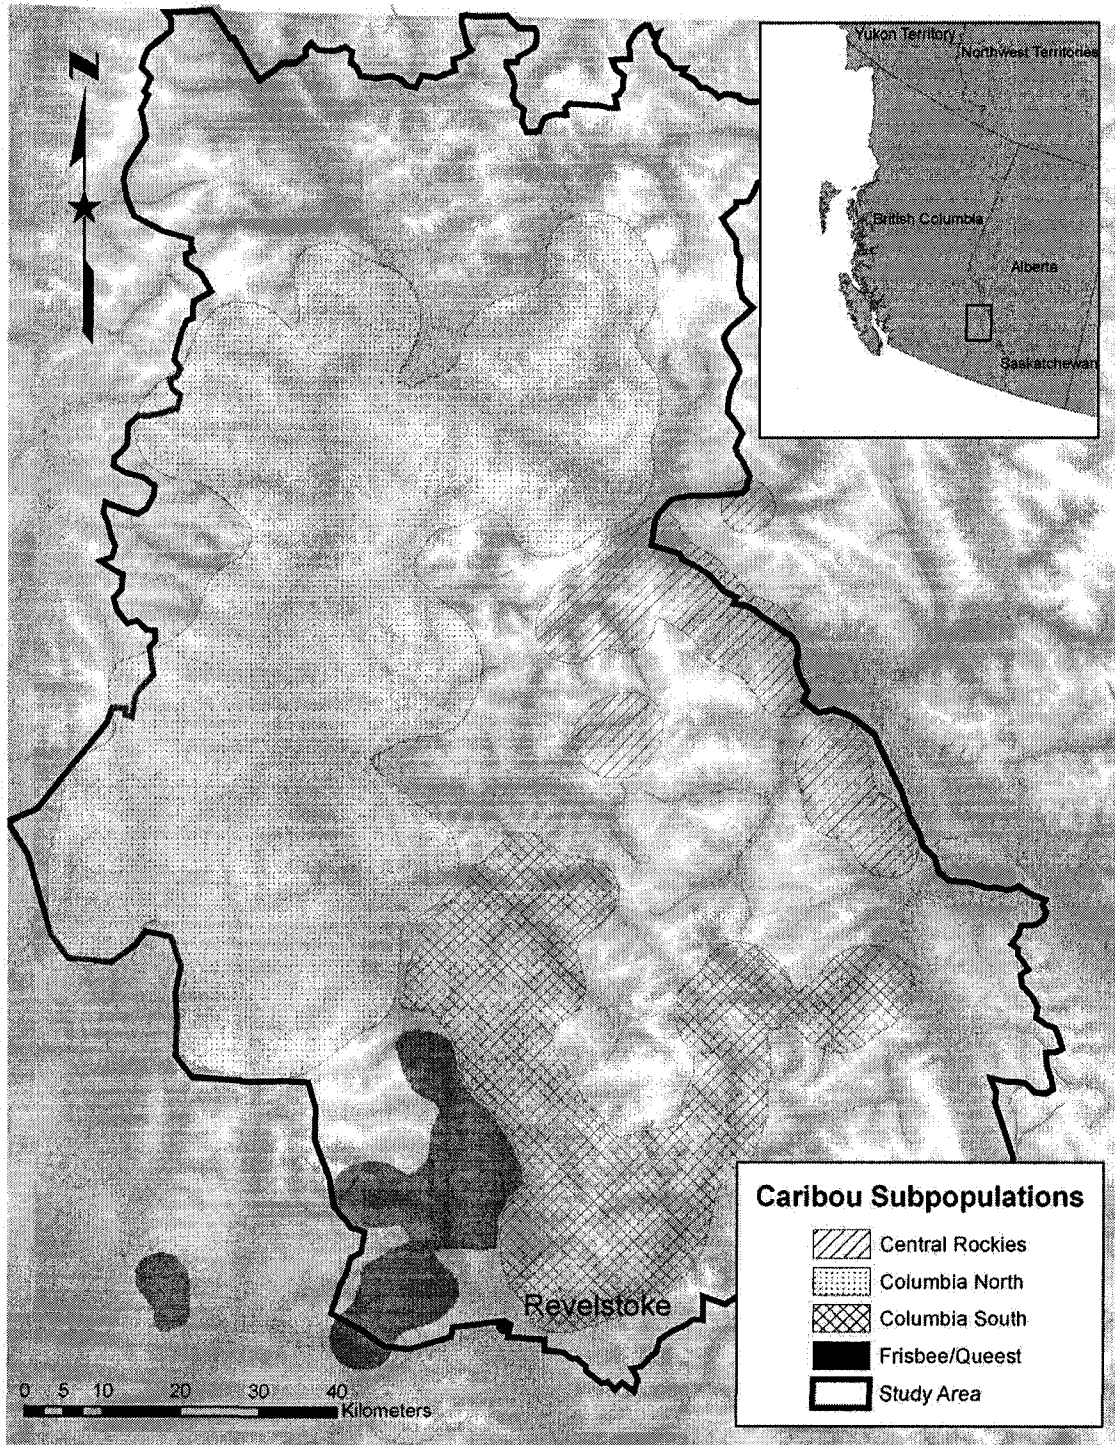 N
Yukon Territory
Northwest Territories
British Columbia
Alberta
Saskatchewan
Revelstoke
Caribou Subpopulations
Central Rockies
Columbia North
Columbia South
Frisbee/Queest
Study Area
0 5 10 20 30 40
Kilometers